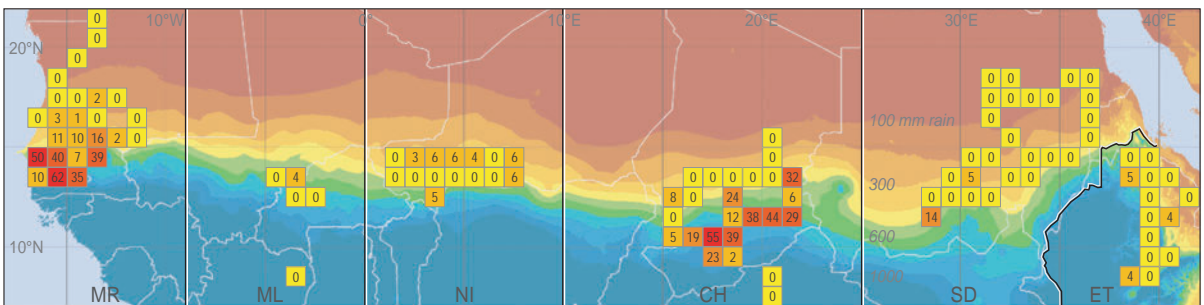 0 10°W 0° 10°E 20°E 30°E 40°E
0
20°N
0
0 0 0 0 0
0 0 2 0 0 0 0 0 0
0 3 1 0 0 100 mm rain 0 0
11 10 16 2 0 0 0 0
50 40 7 39 0 3 6 6 4 0 6 0 0 0 0 0 0 0 0
10 62 35 0 4 0 0 0 0 0 0 6 0 0 0 0 0 32 300 0 5 0 0 5 0 0
0 0 5 8 0 24 6 0 0 0 0 0 0 0
0 12 38 44 29 14 0 4
10°N 5 19 55 39 600 0
23 2 0 0
0 0 4 0
MR ML NI CH 0 SD ET